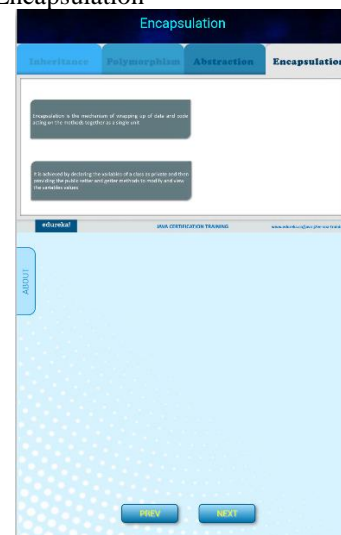 Encapsulation
Encapsulation
Inheritance Polymorphism Abstraction Encapsulation
Encapsulation is the mechanism of wrapping up of data and code
acting on the methods together as a single unit
It is achieved by declaring the variables of a class as private and then
providing the public setter and getter methods to modify and view
the variables values
edureka! JAVA CERTIFICATION TRAINING
ABOUT
PREV NEXT